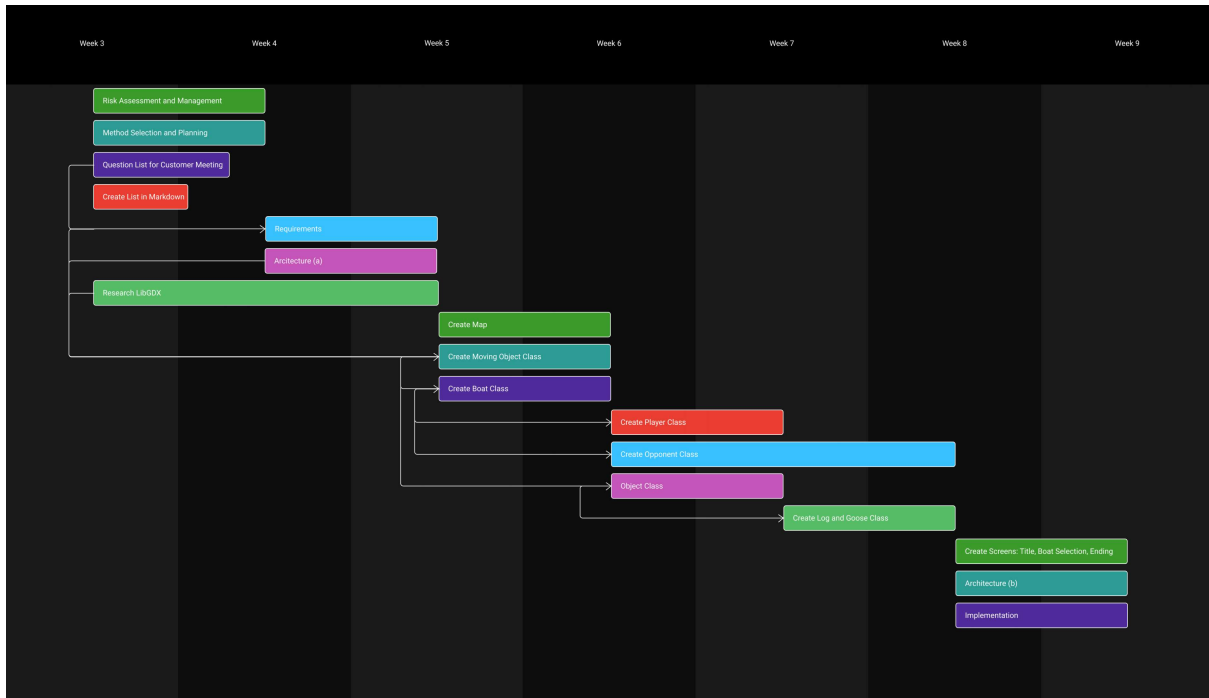 Week 3
Week 4
Week 5
Week 6
Week 7
Week 8
Week 9
Risk Assessment and Management
Method Selection and Planning
Question List for Customer Meeting
Create List in Markdown
Requirements
Arcitecture (a)
Research LibGDX
Create Map
Create Moving Object Class
Create Boat Class
Create Player Class
Create Opponent Class
Object Class
Create Log and Goose Class
Create Screens: Title, Boat Selection, Ending
Architecture (b)
Implementation